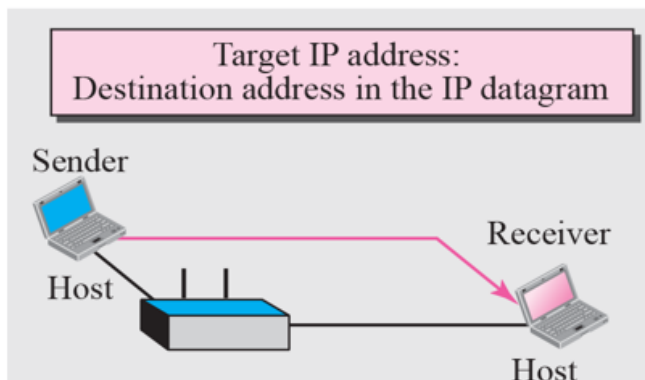 Target IP address:
Destination address in the IP datagram
Sender
Receiver
Host
Host